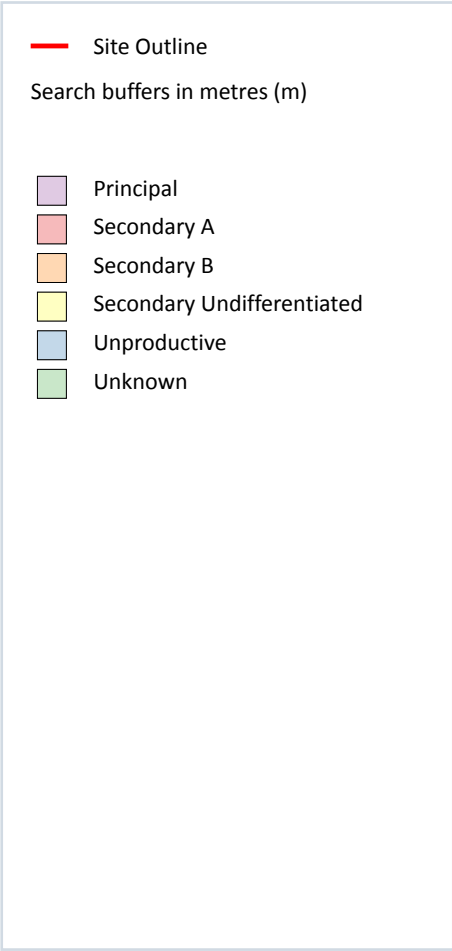 Site Outline
Search buffers in metres (m)
Principal
Secondary A
Secondary B
Secondary Undifferentiated
Unproductive
Unknown